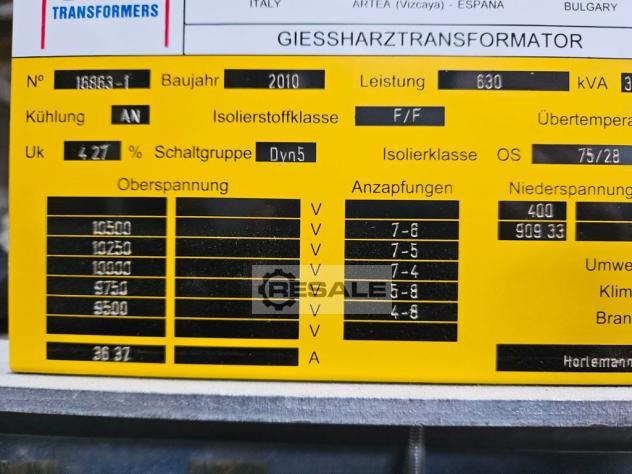 TRANSFORMERS ITALY ARTEA (Vizcaya) - ESPANA BULGARY
GIESSHARZTRANSFORMATOR
Nº 16863-1 Baujahr 2010 Leistung 630 kVA 3
Kühlung AN Isolierstoffklasse F/F Übertempera
Uk 4.27 % Schaltgruppe Dyn5 Isolierklasse OS 75/28
Oberspannung Anzapfungen Niederspannung
V 400
10500 V 7-6 909.33
10250 V 7-5
10000 V 7-4 Umwe
9750 V 5-8 Klim
9500 V 4-8 Bran
V
36.37 A Horlemann
RESALE